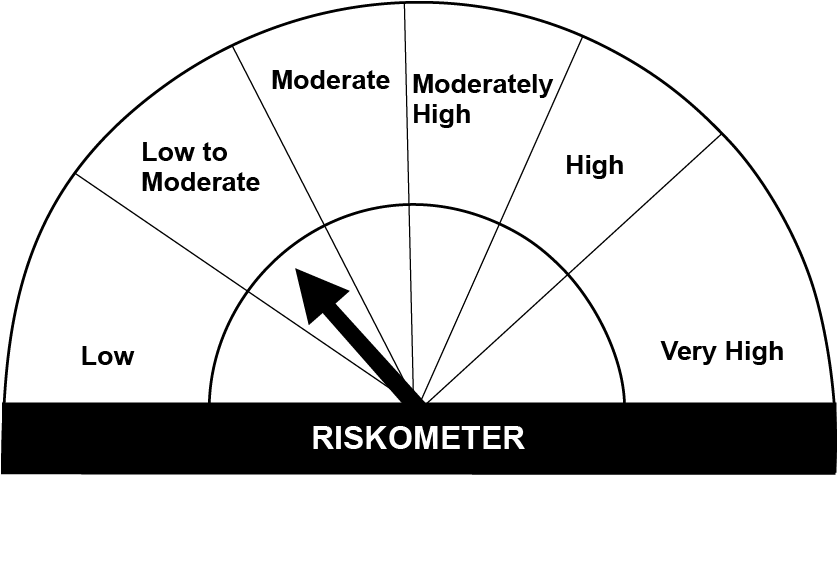 Moderate
Moderately
High
Low to
Moderate
High
Low
Very High
RISKOMETER